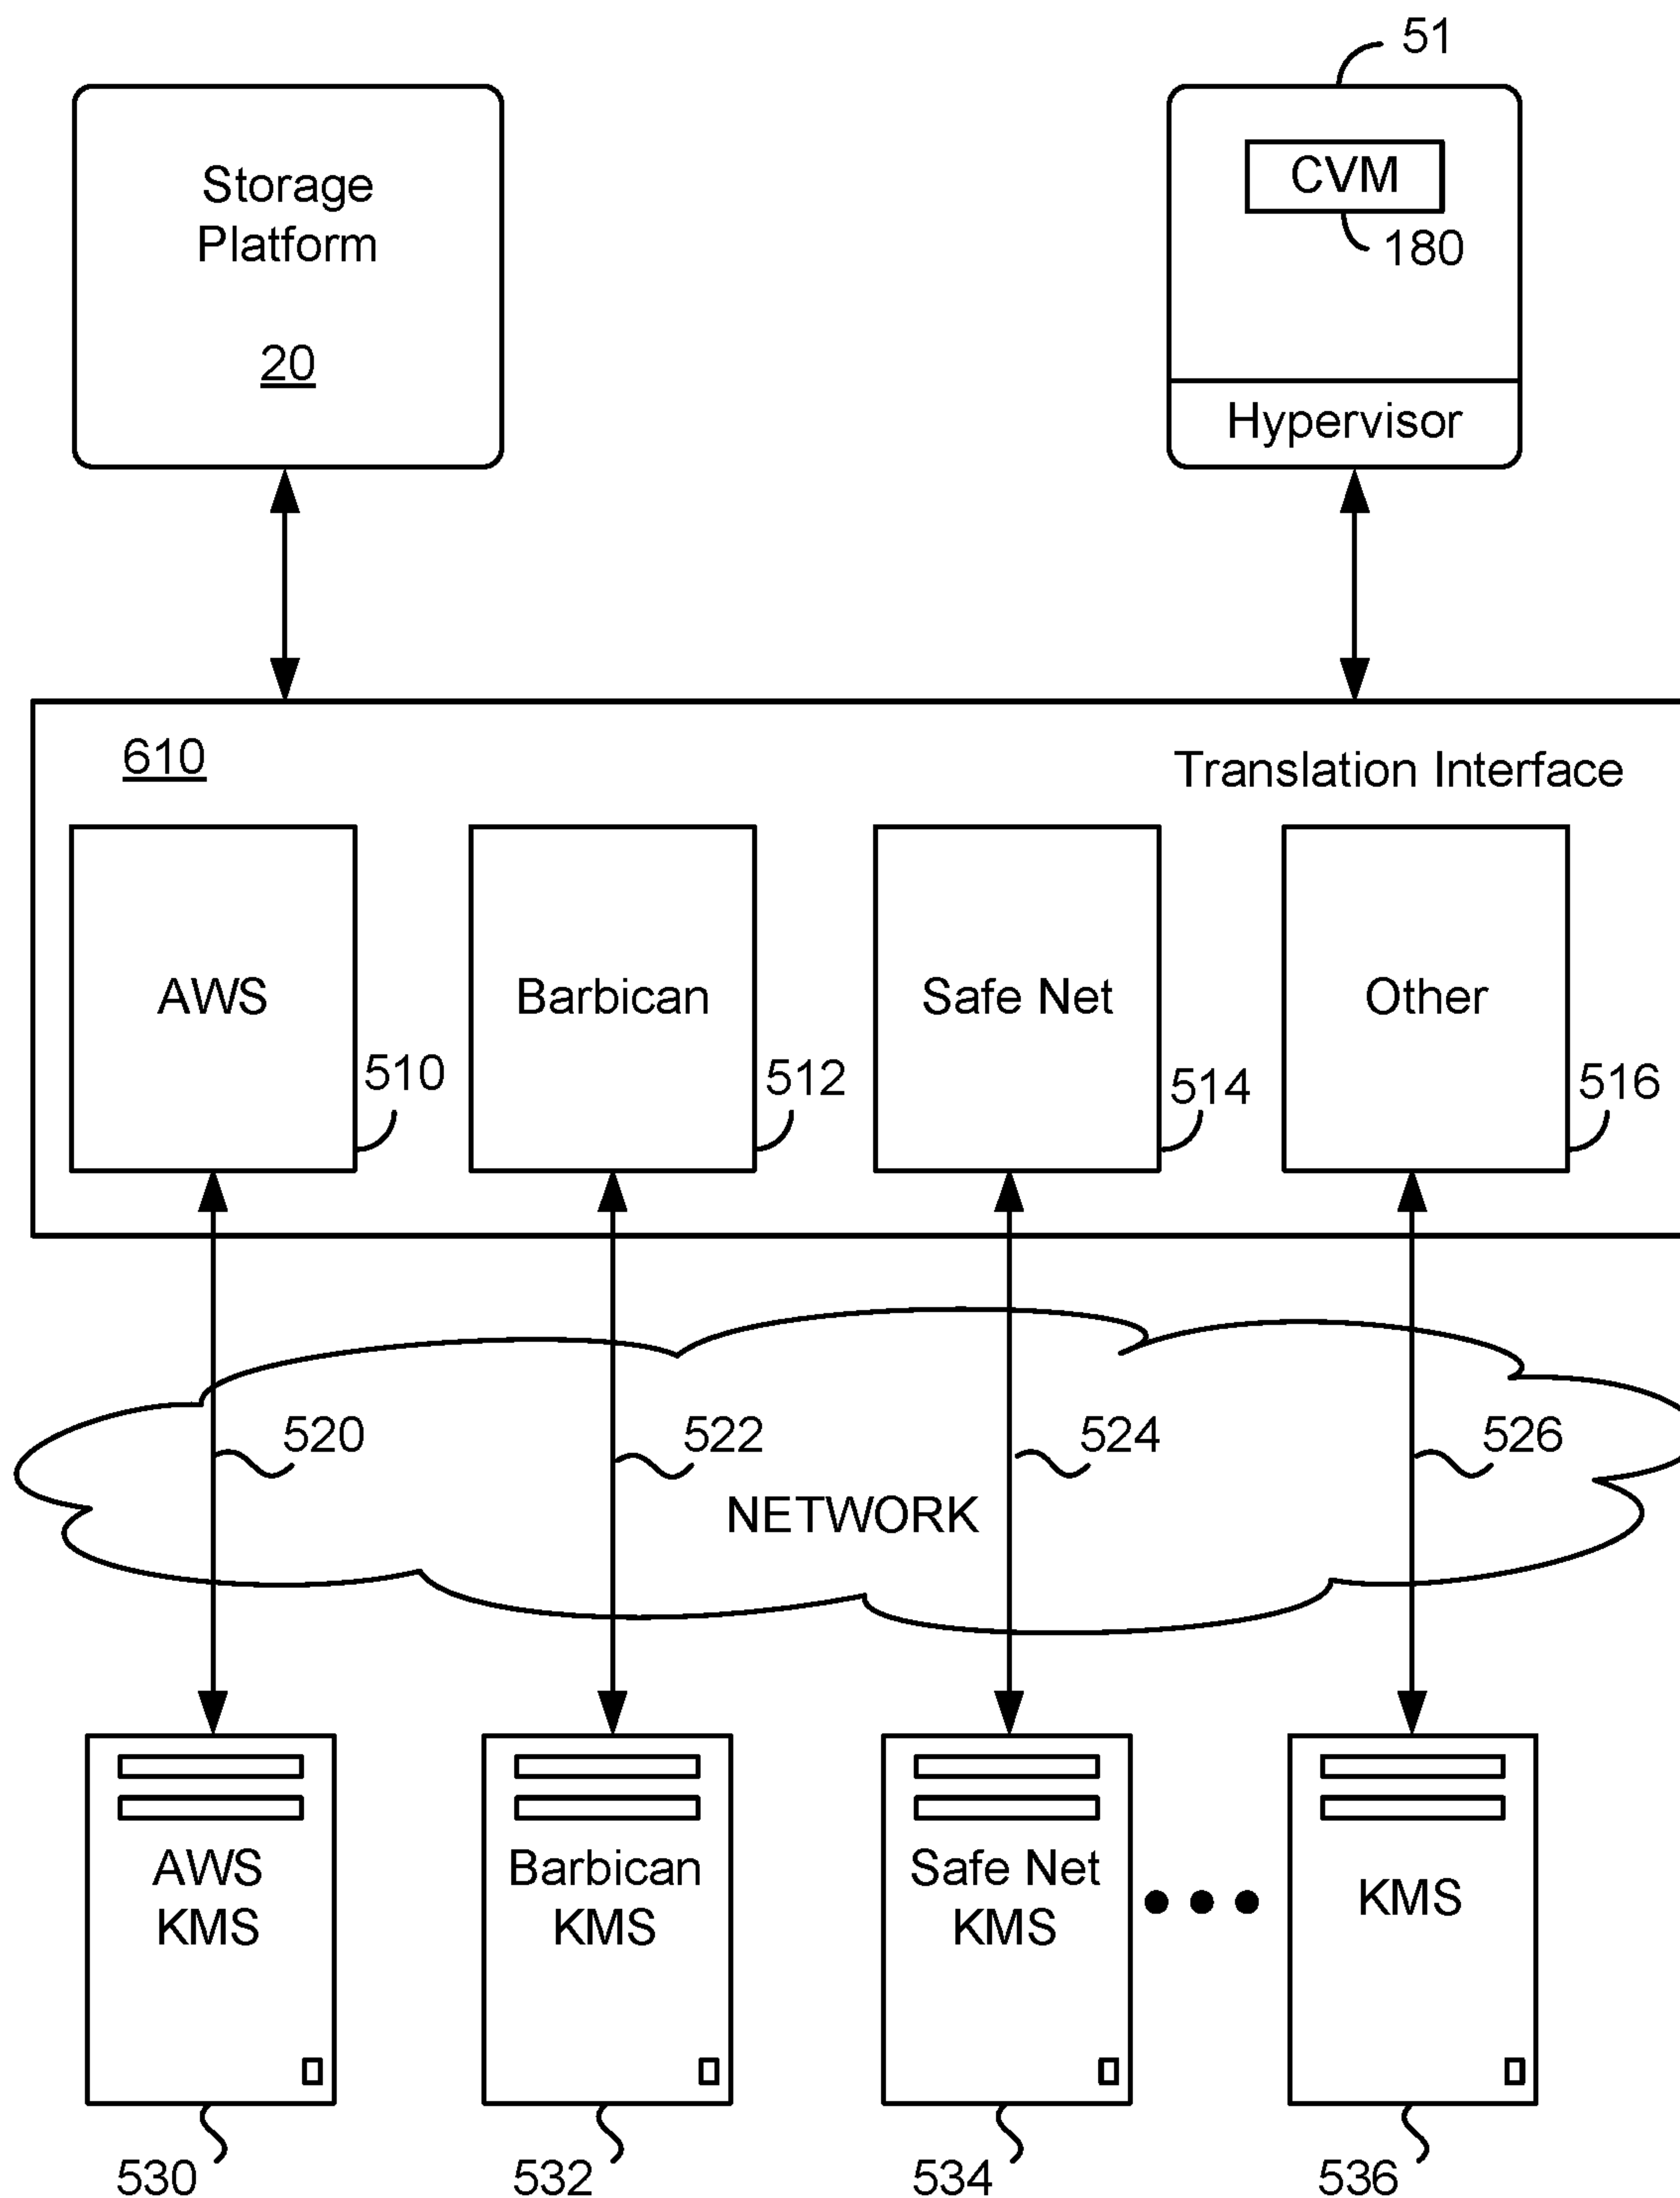 51
Storage
Platform
20
CVM
180
Hypervisor
610
Translation Interface
AWS
Barbican
Safe Net
Other
510
512
514
516
520
522
524
526
NETWORK
AWS
KMS
Barbican
KMS
Safe Net
KMS
KMS
530
532
534
536